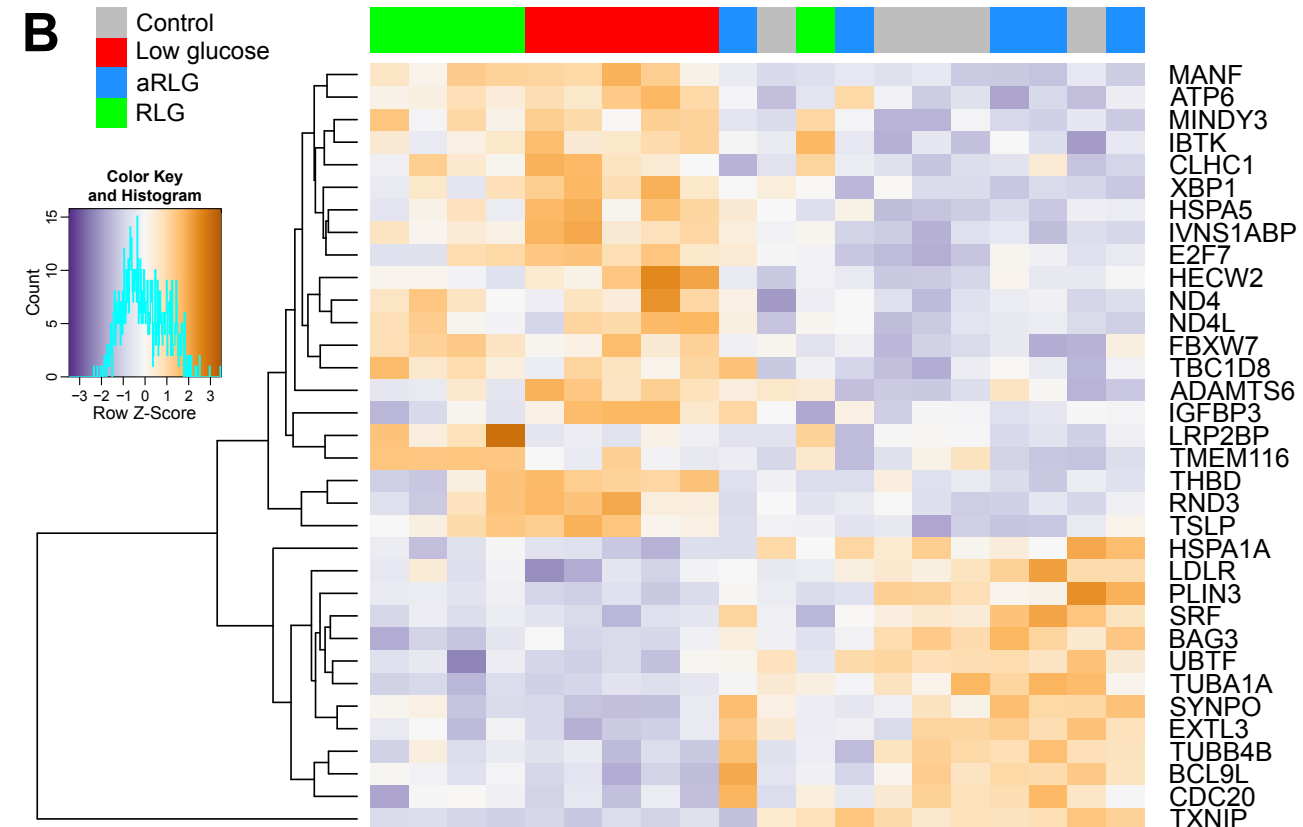 B
Control
Low glucose
aRLG
RLG
Color Key
and Histogram
Count
0
5
10
15
−3 −2 −1 0 1 2 3
Row Z-Score
MANF
ATP6
MINDY3
IBTK
CLHC1
XBP1
HSPA5
IVNS1ABP
E2F7
HECW2
ND4
ND4L
FBXW7
TBC1D8
ADAMTS6
IGFBP3
LRP2BP
TMEM116
THBD
RND3
TSLP
HSPA1A
LDLR
PLIN3
SRF
BAG3
UBTF
TUBA1A
SYNPO
EXTL3
TUBB4B
BCL9L
CDC20
TXNIP